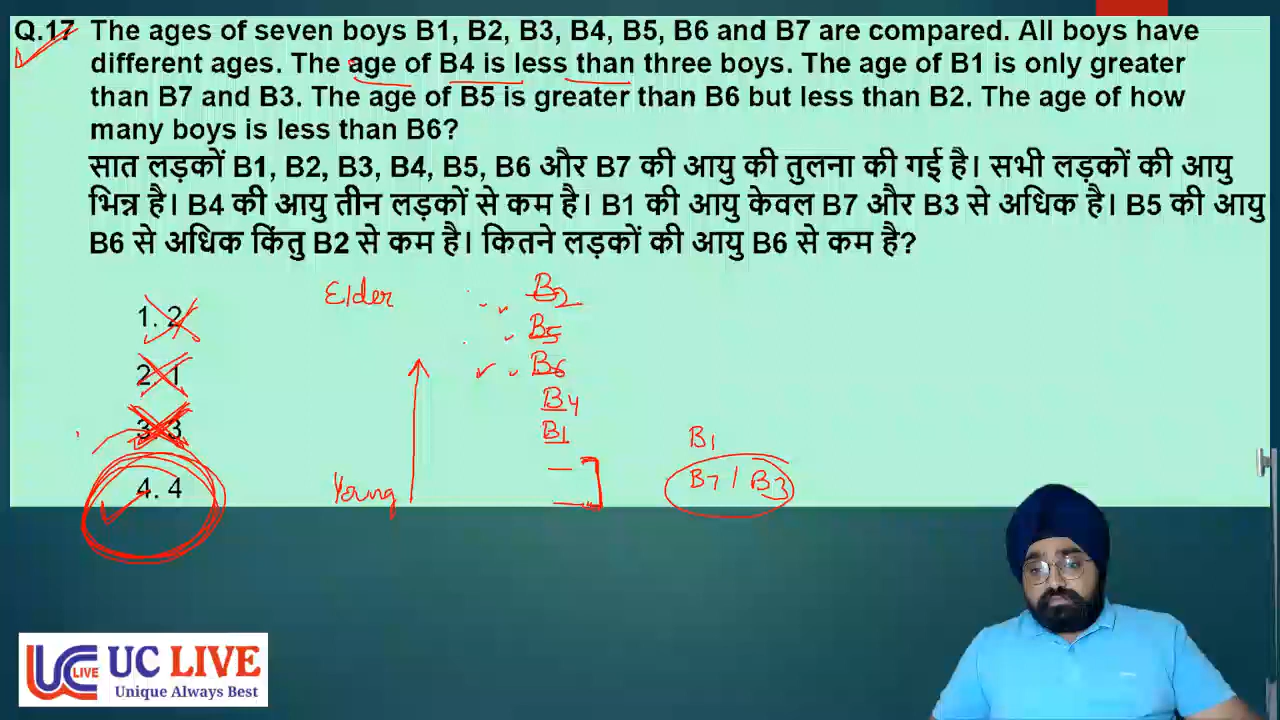 Q.17 The ages of seven boys B1, B2, B3, B4, B5, B6 and B7 are compared. All boys have
different ages. The age of B4 is less than three boys. The age of B1 is only greater
than B7 and B3. The age of B5 is greater than B6 but less than B2. The age of how
many boys is less than B6?
सात लड़कों B1, B2, B3, B4, B5, B6 और B7 की आयु की तुलना की गई है। सभी लड़कों की आयु
भिन्न है। B4 की आयु तीन लड़कों से कम है। B1 की आयु केवल B7 और B3 से अधिक है। B5 की आयु
B6 से अधिक किंतु B2 से कम है। कितने लड़कों की आयु B6 से कम है?
Elder
B2
1. 2
B5
2. 1
B6
B4
3. 3
B1
B1
4. 4
Young
B7 / B3
UC LIVE
LIVE
Unique Always Best